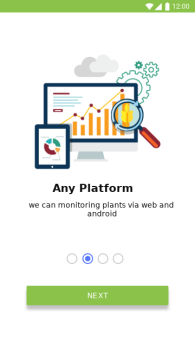 12:00
Any Platform
we can monitoring plants via web and
android
NEXT